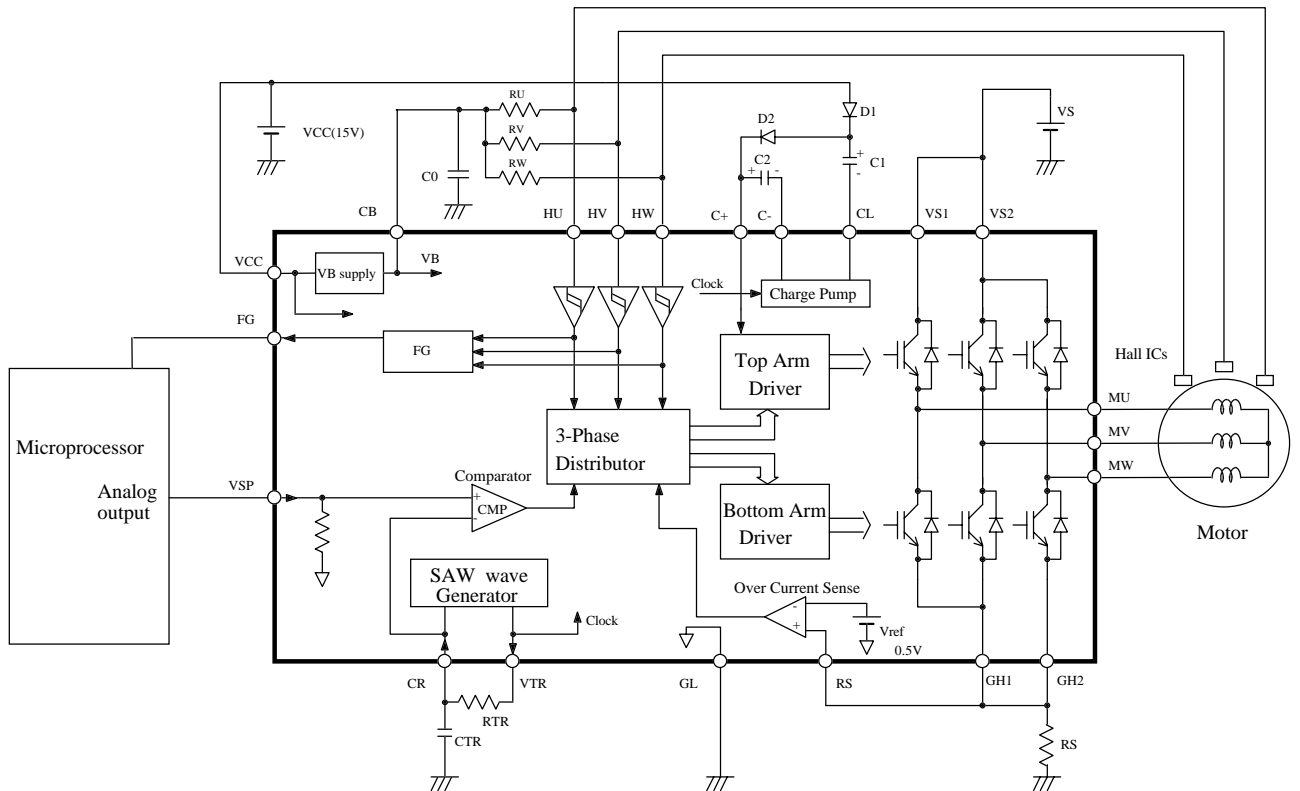 RU
D1
VS
VCC(15V)
RV
D2
C2
+
-
+
-
C1
RW
C0
CB
HU
HV
HW
C+
C-
CL
VS1
VS2
VCC
VB supply
VB
Clock
Charge Pump
FG
FG
Top Arm
Driver
Hall ICs
MU
MV
MW
Microprocessor
Analog
output
3-Phase
Distributor
VSP
Comparator
+
CMP
-
Bottom Arm
Driver
Motor
SAW wave
Generator
Clock
Over Current Sense
-
+
Vref
0.5V
CR
VTR
GL
RS
GH1
GH2
RTR
CTR
RS